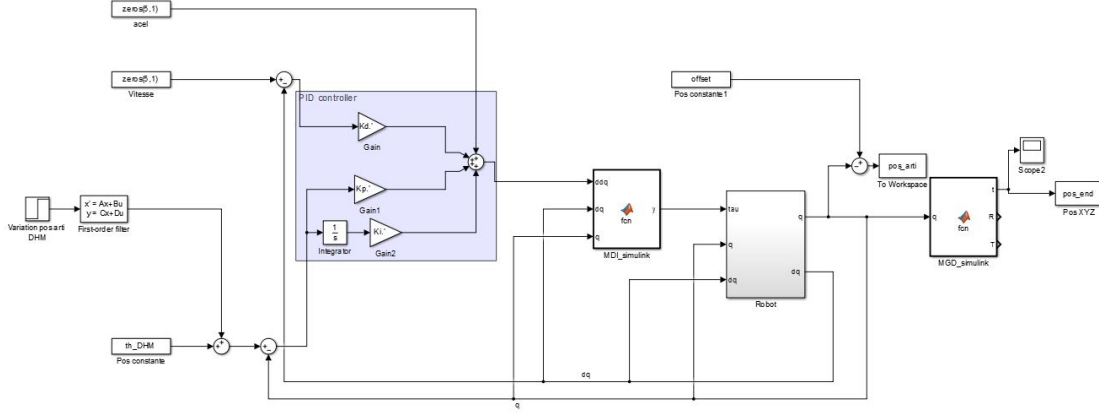 zeros(5,1)
acel
zeros(5,1)
Vitesse
PID controller
Kd.'
Gain
offset
Pos constante1
Kp.'
Gain1
1
s
Integrator
Ki.'
Gain2
x' = Ax+Bu
y = Cx+Du
First-order filter
Variation pos arti
DHM
ddq
dq
q
y
fcn
MDI_simulink
tau
q
dq
q
dq
Robot
pos_arti
To Workspace
Scope2
q
fcn
t
R
T
MGD_simulink
pos_end
Pos XYZ
th_DHM
Pos constante
dq
q